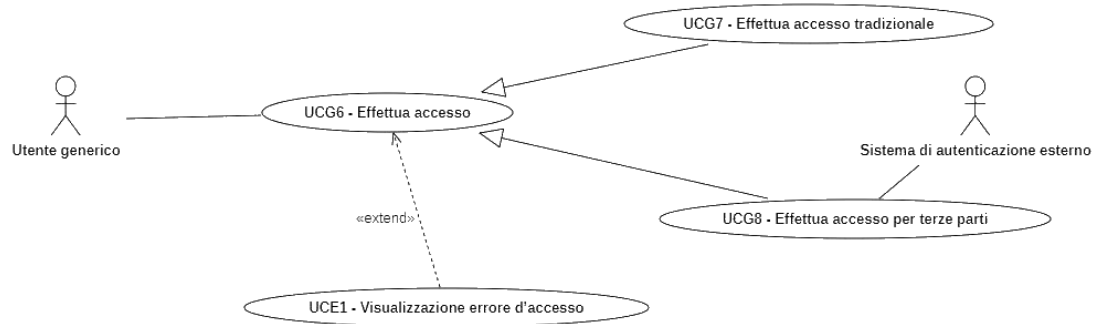 UCG7 - Effettua accesso tradizionale
UCG6 - Effettua accesso
Utente generico
Sistema di autenticazione esterno
«extend»
UCG8 - Effettua accesso per terze parti
UCE1 - Visualizzazione errore d'accesso